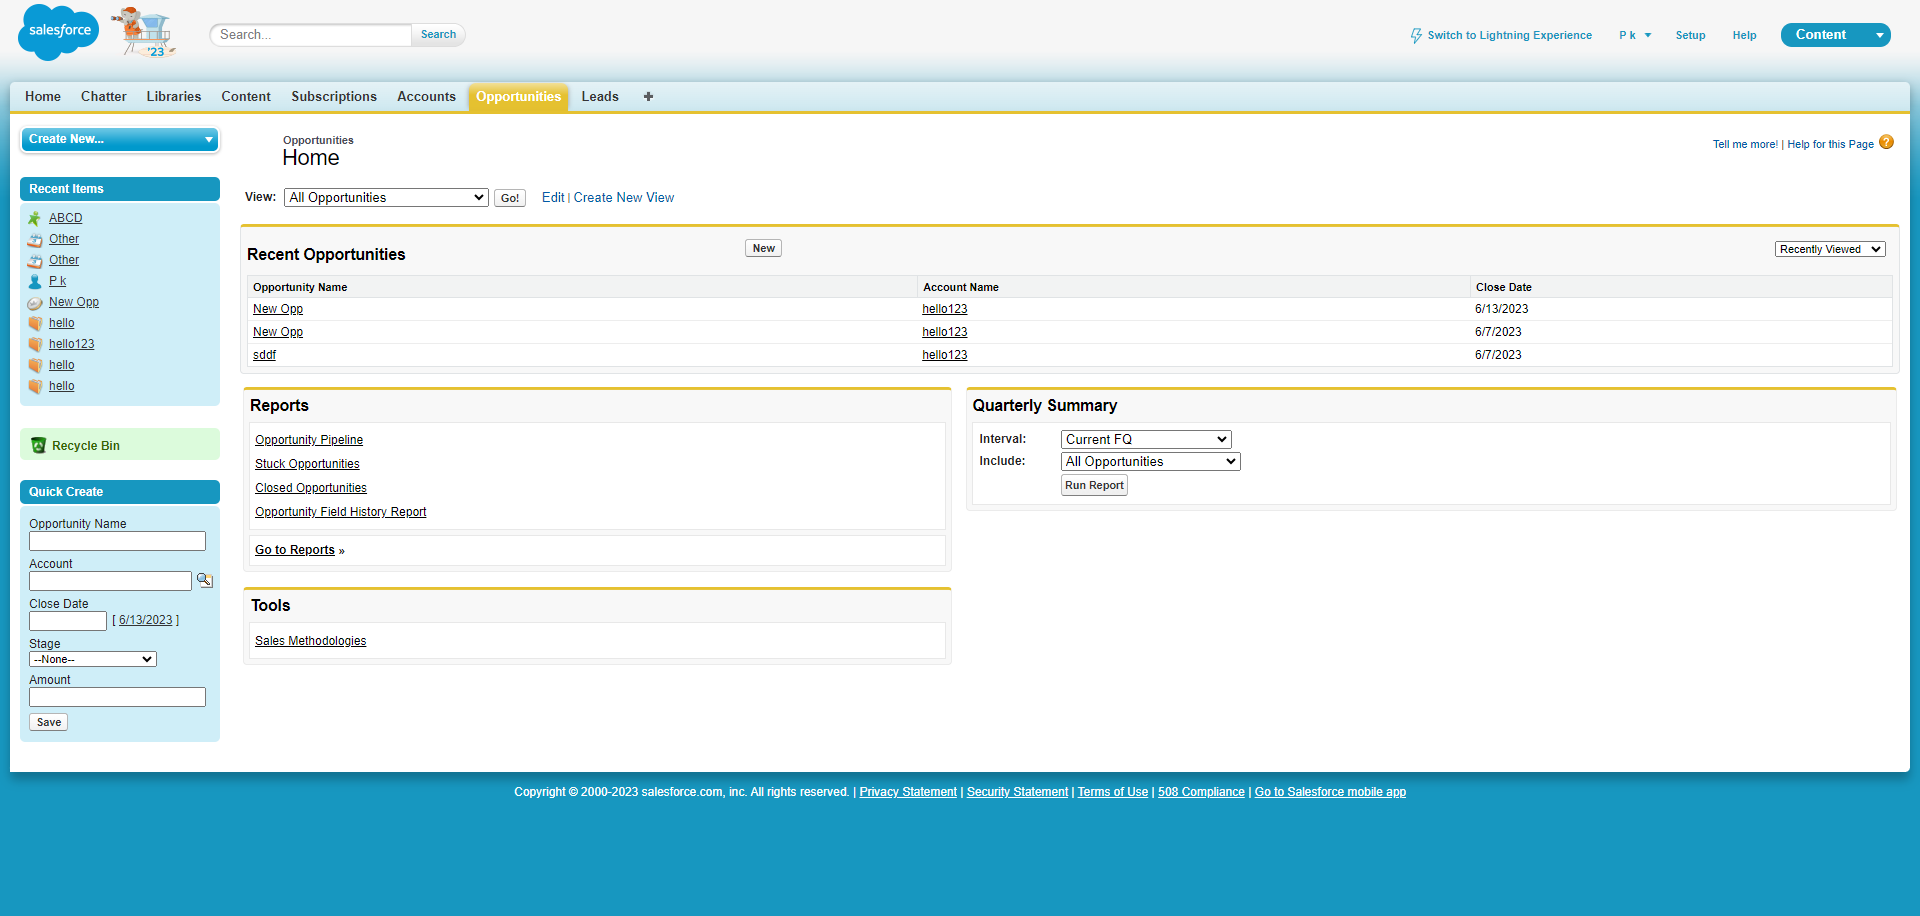 salesforce
'23
Search...
Search
Switch to Lightning Experience
P k
Setup
Help
Content
Home
Chatter
Libraries
Content
Subscriptions
Accounts
Opportunities
Leads
Create New...
Opportunities
Home
Tell me more! | Help for this Page
?
View:
All Opportunities
Go!
Edit | Create New View
Recent Items
ABCD
Other
Other
P k
New Opp
hello
hello123
hello
hello
Recycle Bin
Quick Create
Opportunity Name
Account
Close Date
[ 6/13/2023 ]
Stage
--None--
Amount
Save
Recent Opportunities
New
Recently Viewed
Opportunity Name Account Name Close Date
New Opp hello123 6/13/2023
New Opp hello123 6/7/2023
sddf hello123 6/7/2023
Reports
Opportunity Pipeline
Stuck Opportunities
Closed Opportunities
Opportunity Field History Report
Go to Reports »
Tools
Sales Methodologies
Quarterly Summary
Interval: Current FQ
Include: All Opportunities
Run Report
Copyright © 2000-2023 salesforce.com, inc. All rights reserved. | Privacy Statement | Security Statement | Terms of Use | 508 Compliance | Go to Salesforce mobile app